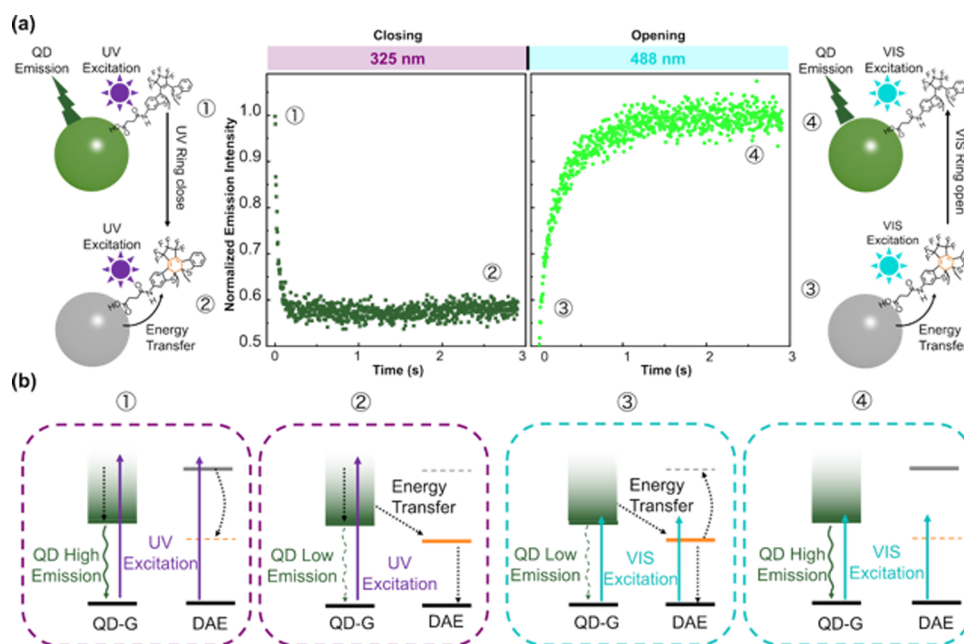 (a)
Closing
Opening
325 nm
488 nm
QD
Emission
UV
Excitation
①
UV Ring close
UV
Excitation
②
Energy
Transfer
HO
Normalized Emission Intensity
1.0
0.9
0.8
0.7
0.6
0.5
①
②
0
1
2
3
Time (s)
③
④
0
1
2
3
Time (s)
QD
Emission
VIS
Excitation
④
VIS Ring open
VIS
Excitation
③
Energy
Transfer
HO
(b)
①
②
③
④
QD High
Emission
UV
Excitation
QD-G
DAE
Energy
Transfer
QD Low
Emission
UV
Excitation
QD-G
DAE
Energy
Transfer
QD Low
Emission
VIS
Excitation
QD-G
DAE
QD High
Emission
VIS
Excitation
QD-G
DAE